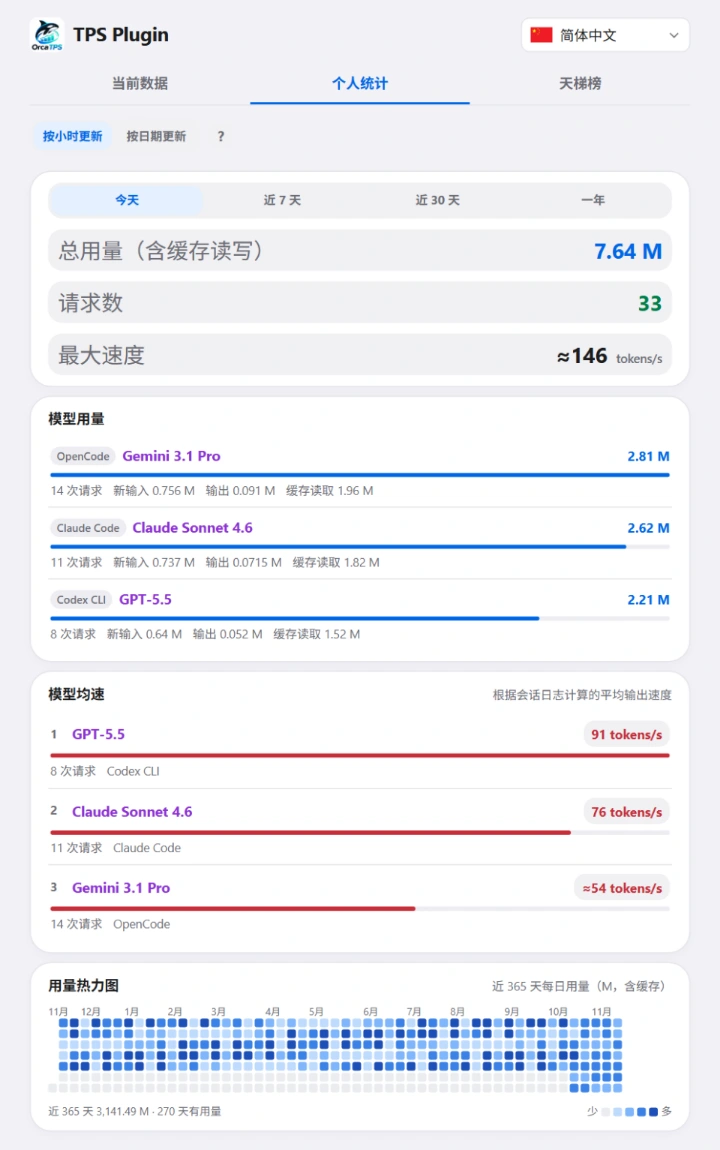 OrcaTPS
TPS Plugin
简体中文
当前数据 个人统计 天梯榜
按小时更新 按日期更新 ?
今天 近 7 天 近 30 天 一年
总用量（含缓存读写） 7.64 M
请求数 33
最大速度 ≈146 tokens/s
模型用量
OpenCode Gemini 3.1 Pro 2.81 M
14 次请求 新输入 0.756 M 输出 0.091 M 缓存读取 1.96 M
Claude Code Claude Sonnet 4.6 2.62 M
11 次请求 新输入 0.737 M 输出 0.0715 M 缓存读取 1.82 M
Codex CLI GPT-5.5 2.21 M
8 次请求 新输入 0.64 M 输出 0.052 M 缓存读取 1.52 M
模型均速 根据会话日志计算的平均输出速度
1 GPT-5.5 91 tokens/s
8 次请求 Codex CLI
2 Claude Sonnet 4.6 76 tokens/s
11 次请求 Claude Code
3 Gemini 3.1 Pro ≈54 tokens/s
14 次请求 OpenCode
用量热力图 近 365 天每日用量（M，含缓存）
11月 12月 1月 2月 3月 4月 5月 6月 7月 8月 9月 10月 11月
近 365 天 3,141.49 M · 270 天有用量 少 多